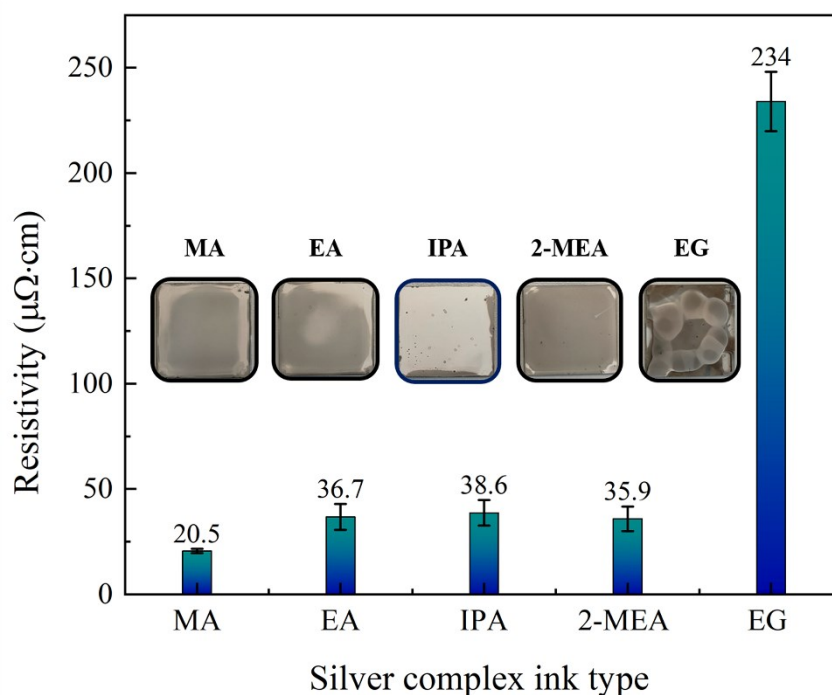 Resistivity (μΩ·cm)
250
200
150
100
50
0
234
MA EA IPA 2-MEA EG
20.5 36.7 38.6 35.9
MA EA IPA 2-MEA EG
Silver complex ink type